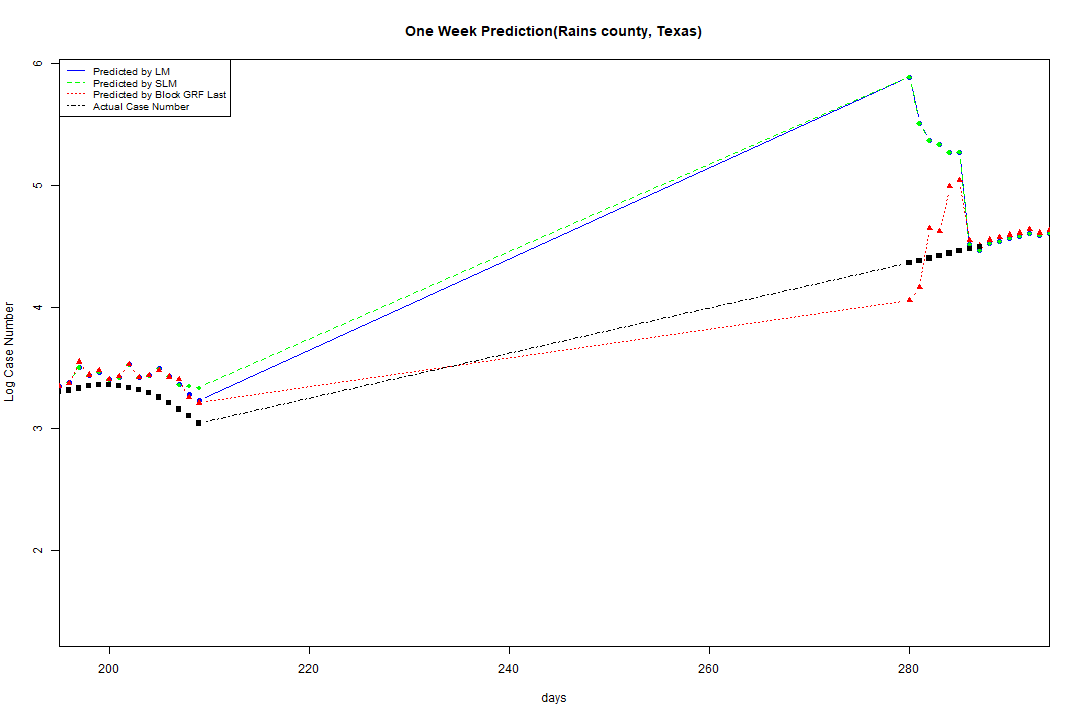 One Week Prediction(Rains county, Texas)
Predicted by LM
Predicted by SLM
Predicted by Block GRF Last
Actual Case Number
6
5
4
3
2
Log Case Number
200 220 240 260 280
days